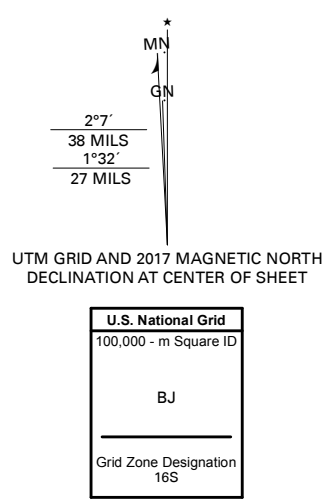 ★
MN
GN
2°7´
38 MILS
1°32´
27 MILS
UTM GRID AND 2017 MAGNETIC NORTH
DECLINATION AT CENTER OF SHEET
U.S. National Grid
100,000 - m Square ID
BJ
Grid Zone Designation
16S